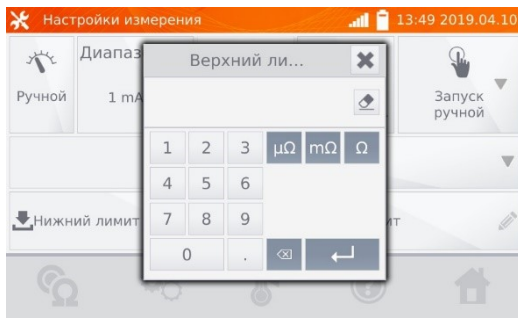 Настройки измерения 13:49 2019.04.10
Диапаз
Верхний ли...
Ручной
1 mA
Запуск
ручной
1 2 3 µΩ mΩ Ω
4 5 6
7 8 9
0 .
Нижний лимит
ит